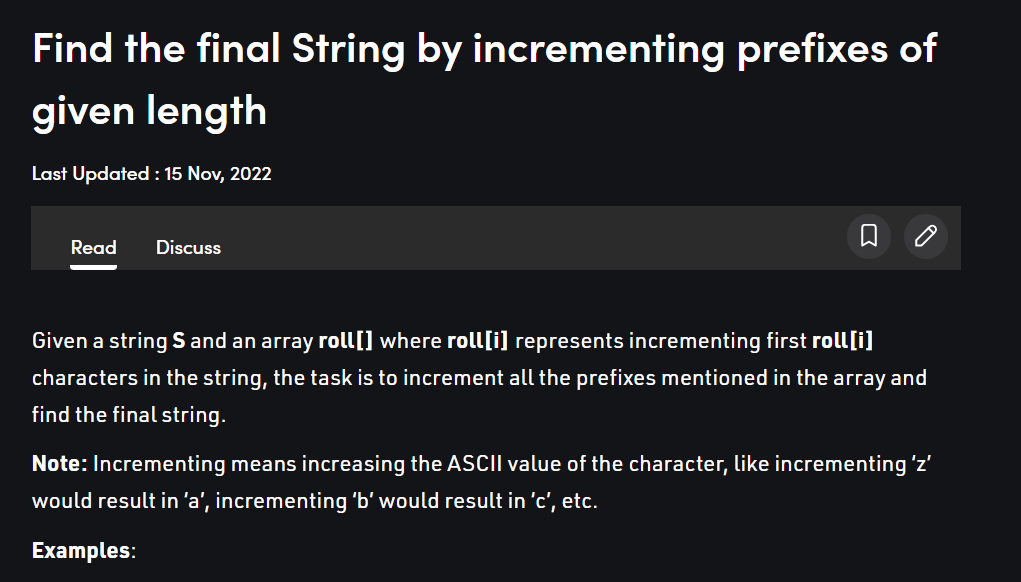 Find the final String by incrementing prefixes of
given length
Last Updated : 15 Nov, 2022
Read Discuss
Given a string S and an array roll[] where roll[i] represents incrementing first roll[i]
characters in the string, the task is to increment all the prefixes mentioned in the array and
find the final string.
Note: Incrementing means increasing the ASCII value of the character, like incrementing ‘z’
would result in ‘a’, incrementing ‘b’ would result in ‘c’, etc.
Examples: